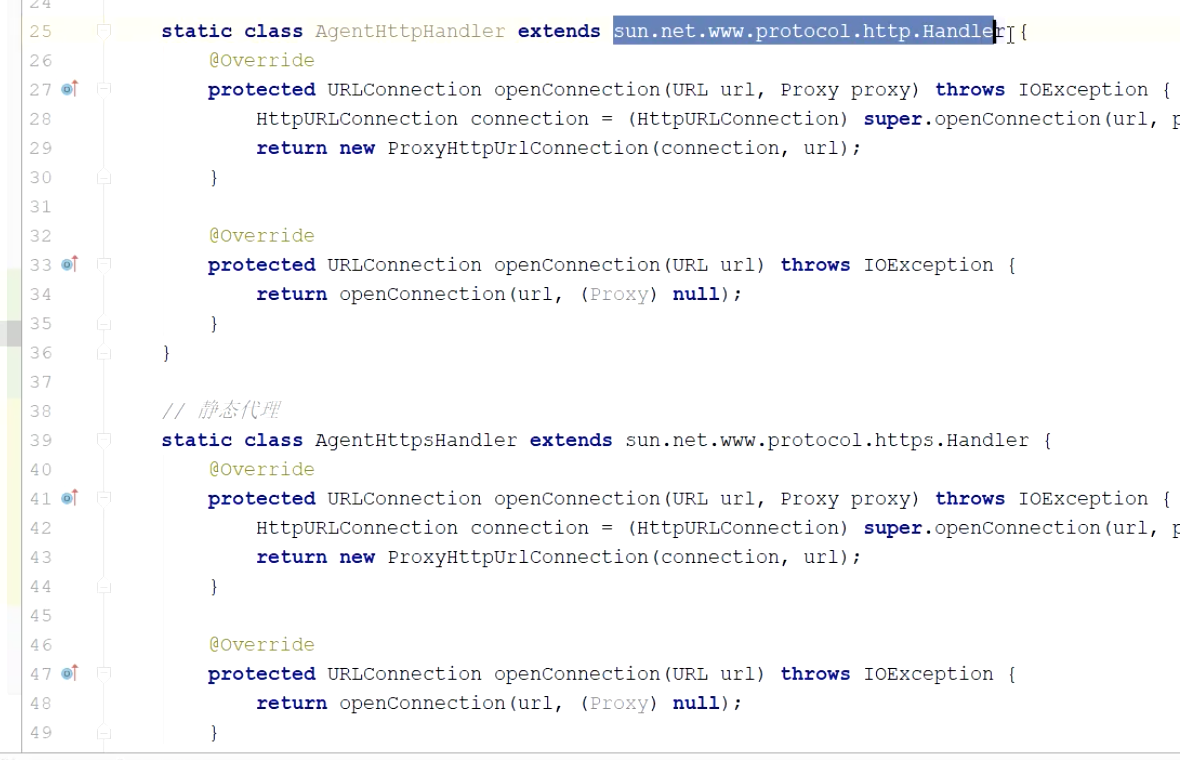 24
25 static class AgentHttpHandler extends sun.net.www.protocol.http.Handler {
26 @Override
27 protected URLConnection openConnection(URL url, Proxy proxy) throws IOException {
28 HttpURLConnection connection = (HttpURLConnection) super.openConnection(url, p
29 return new ProxyHttpUrlConnection(connection, url);
30 }
31
32 @Override
33 protected URLConnection openConnection(URL url) throws IOException {
34 return openConnection(url, (Proxy) null);
35 }
36 }
37
38 // 静态代理
39 static class AgentHttpsHandler extends sun.net.www.protocol.https.Handler {
40 @Override
41 protected URLConnection openConnection(URL url, Proxy proxy) throws IOException {
42 HttpURLConnection connection = (HttpURLConnection) super.openConnection(url, p
43 return new ProxyHttpUrlConnection(connection, url);
44 }
45
46 @Override
47 protected URLConnection openConnection(URL url) throws IOException {
48 return openConnection(url, (Proxy) null);
49 }